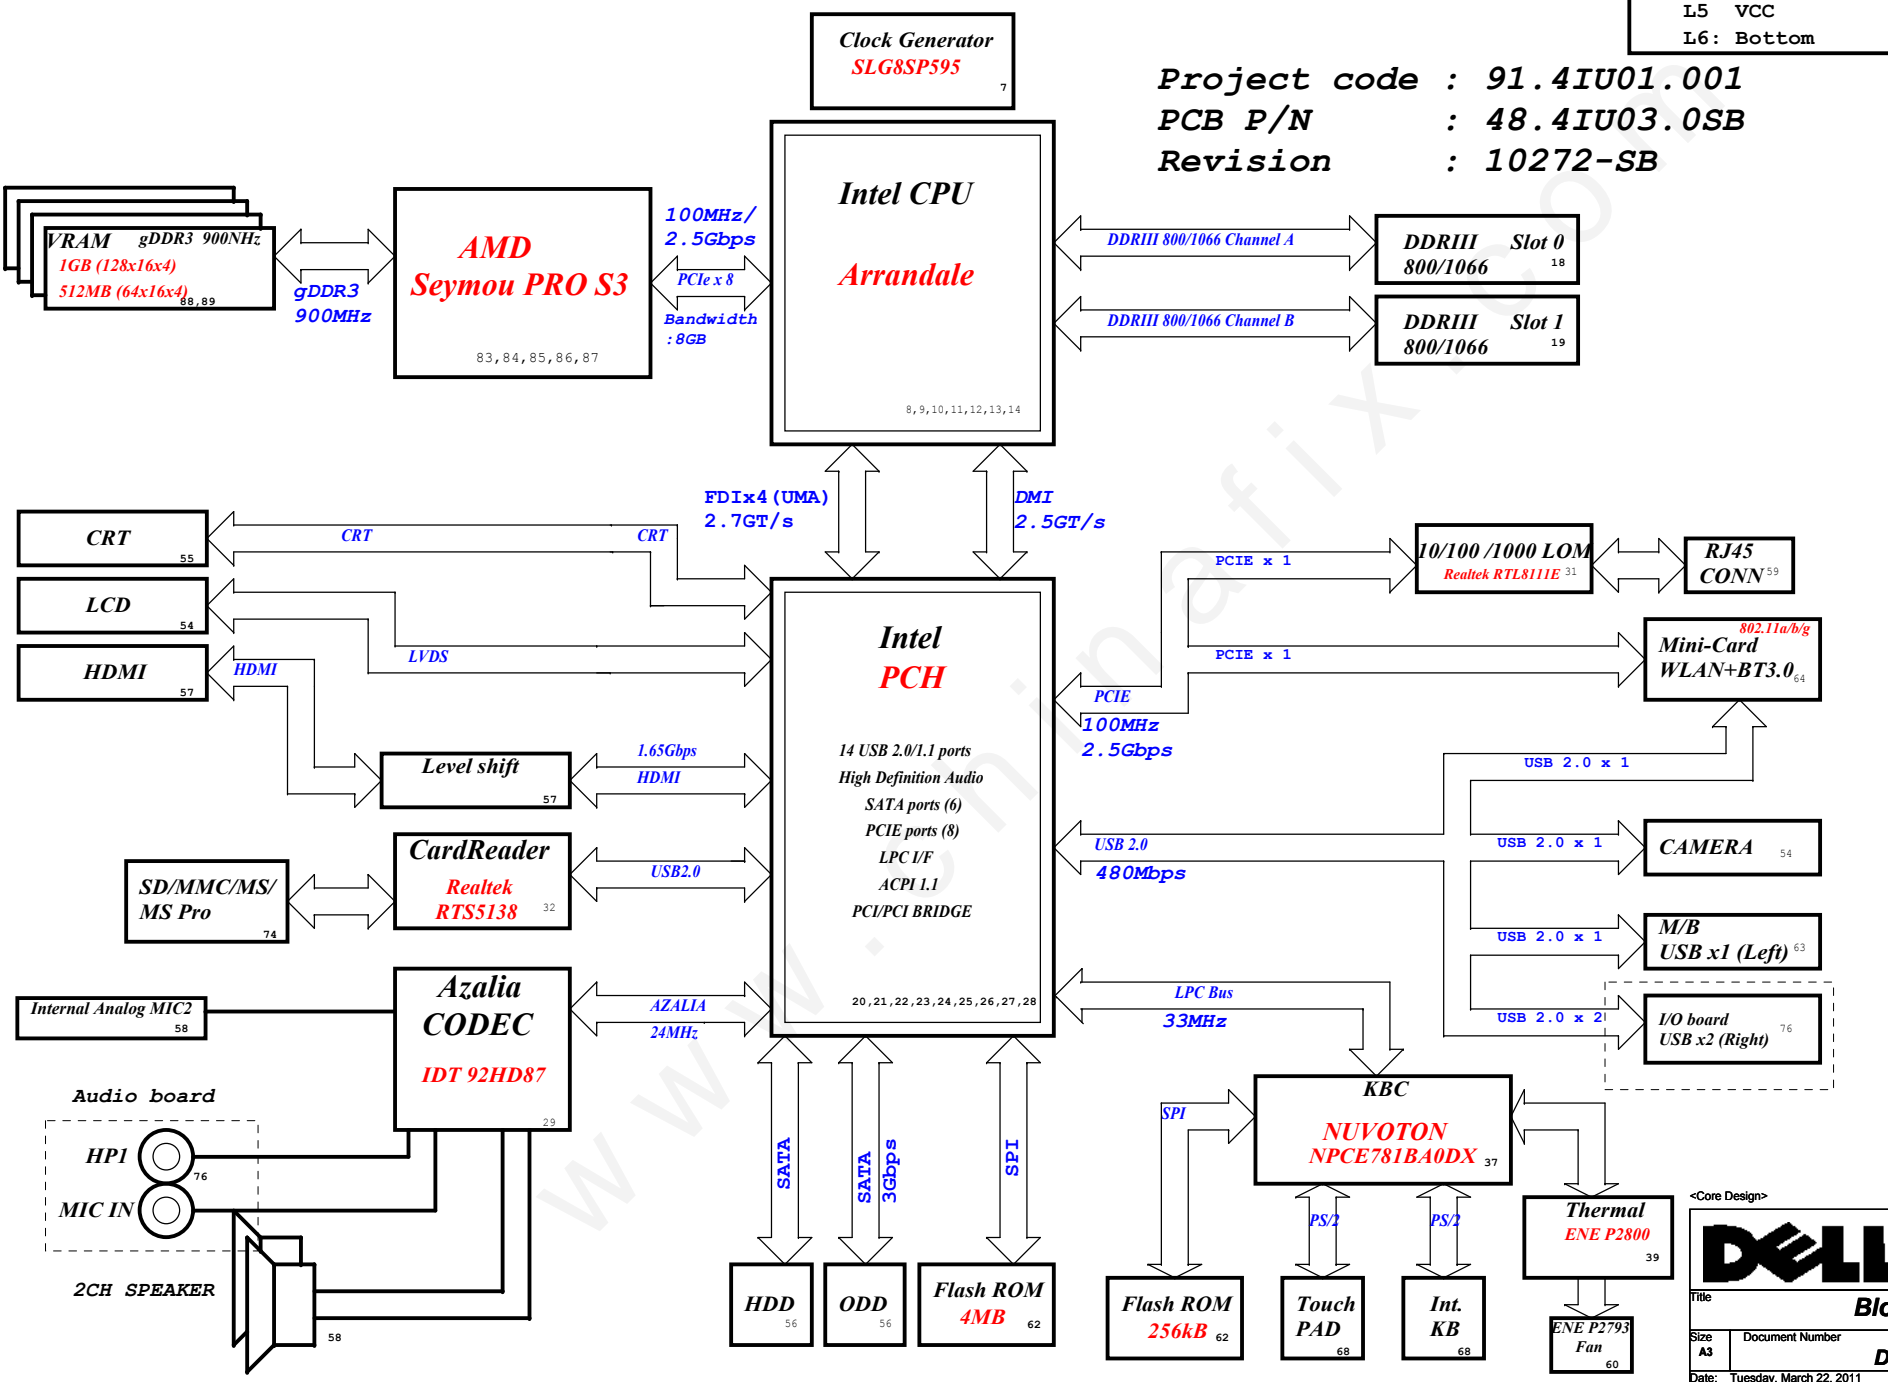 L5 VCC
L6: Bottom
Project code : 91.4IU01.001
PCB P/N : 48.4IU03.0SB
Revision : 10272-SB
Clock Generator
SLG8SP595
7
Intel CPU
Arrandale
8,9,10,11,12,13,14
VRAM gDDR3 900NHz
1GB (128x16x4)
512MB (64x16x4)
88,89
gDDR3
900MHz
AMD
Seymou PRO S3
83,84,85,86,87
100MHz/
2.5Gbps
PCIe x 8
Bandwidth
:8GB
DDRIII 800/1066 Channel A
DDRIII Slot 0
800/1066 18
DDRIII 800/1066 Channel B
DDRIII Slot 1
800/1066 19
FDIx4(UMA)
2.7GT/s
DMI
2.5GT/s
CRT
55
CRT
CRT
LCD
54
LVDS
HDMI
57
HDMI
Level shift
57
1.65Gbps
HDMI
CardReader
Realtek
RTS5138 32
USB2.0
SD/MMC/MS/
MS Pro
74
Azalia
CODEC
IDT 92HD87
29
AZALIA
24MHz
Internal Analog MIC2
58
Audio board
HP1
76
MIC IN
2CH SPEAKER
58
Intel
PCH
14 USB 2.0/1.1 ports
High Definition Audio
SATA ports (6)
PCIE ports (8)
LPC I/F
ACPI 1.1
PCI/PCI BRIDGE
20,21,22,23,24,25,26,27,28
PCIE x 1
10/100 /1000 LOM
Realtek RTL8111E 31
RJ45
CONN 59
PCIE x 1
802.11a/b/g
Mini-Card
WLAN+BT3.0 64
PCIE
100MHz
2.5Gbps
USB 2.0 x 1
USB 2.0
480Mbps
USB 2.0 x 1
CAMERA 54
USB 2.0 x 1
M/B
USB x1 (Left) 63
USB 2.0 x 2
I/O board 76
USB x2 (Right)
LPC Bus
33MHz
KBC
NUVOTON
NPCE781BA0DX 37
SPI
PS/2
PS/2
Thermal
ENE P2800
39
ENE P2793
Fan
60
SATA
SATA
3Gbps
SPI
HDD
56
ODD
56
Flash ROM
4MB 62
Flash ROM
256kB 62
Touch
PAD
68
Int.
KB
68
<Core Design>
DELL
Title
Size
A3
Document Number
D
Date: Tuesday, March 22, 2011
www.chinafix.com